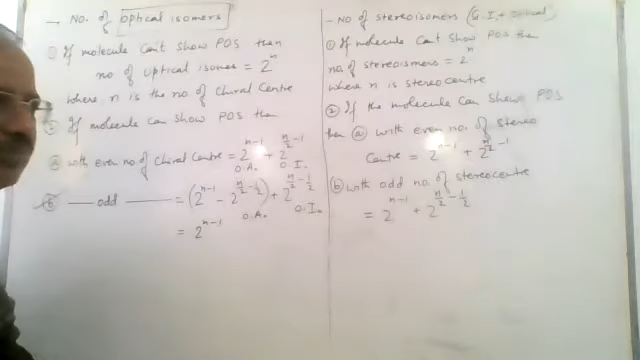 → No. of optical isomers
① If molecule can't show POS then
no of optical isomers = 2^n
where n is the no. of chiral centre
② If molecule can show POS then
ⓐ with even no of chiral centre = 2^(n-1) + 2^(n/2 - 1)
O.A. O.I.
ⓑ —— odd —— = (2^(n-1) - 2^(n/2 - 1/2)) + 2^(n/2 - 1/2)
O.A. O.I.
= 2^(n-1)
- No of stereoisomers (G.I. + optical)
① If molecule can't show POS then
no. of stereoisomers = 2^n
where n is stereocentre
② If the molecule can show POS
then ⓐ with even no. of stereo
centre = 2^(n-1) + 2^(n/2 - 1)
ⓑ with odd no. of stereocentre
= 2^(n-1) + 2^(n/2 - 1/2)